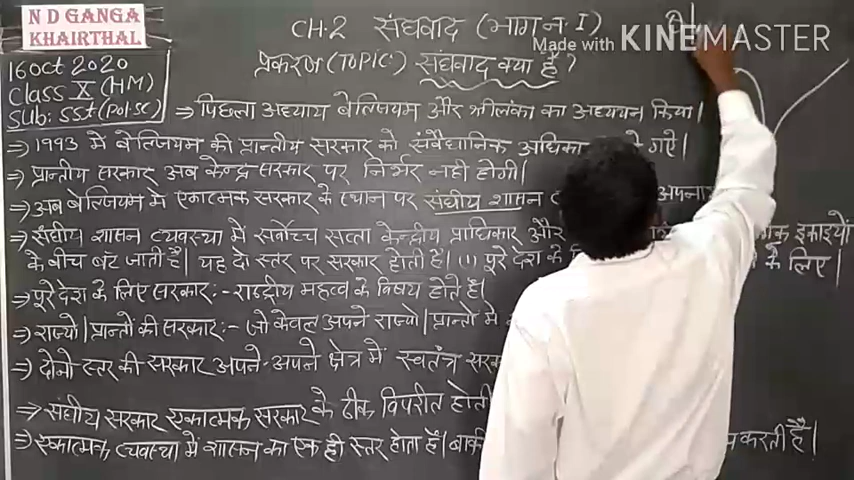 N D GANGA
KHAIRTHAL
Made with KINEMASTER
CH.2 संघवाद (भाग न. I)
16 Oct 2020
Class X (HM)
Sub: SST (Pol. Sc)
प्रकरण (TOPIC) संघवाद क्या है?
⇒ पिछला अध्याय बेल्जियम और श्रीलंका का अध्ययन किया।
⇒ 1993 में बेल्जियम की प्रान्तीय सरकार को संवैधानिक अधिका गऐ।
⇒ प्रान्तीय सरकार अब केन्द्र सरकार पर निर्भर नही होगी।
⇒ अब बेल्जियम मे एकात्मक सरकार के स्थान पर संघीय शासन
⇒ संघीय शासन व्यवस्था में सर्वोच्च सत्ता केन्द्रीय प्राधिकार और इकाइयों
के बीच बंट जाती है। यह दो स्तर पर सरकार होती है। (1) पूरे देश के के लिए।
⇒ पूरे देश के लिए सरकार:- राष्ट्रीय महत्व के विषय होते है।
⇒ राज्यो।प्रान्तों की सरकार:- जो केवल अपने राज्यो।प्रान्तो मे
⇒ दोनो स्तर की सरकार अपने-अपने क्षेत्र में स्वतंत्र
⇒ संघीय सरकार एकात्मक सरकार के ठीक विपरीत होती
⇒ एकात्मक व्यवस्था में शासन का एक ही स्तर होता है। करती है।